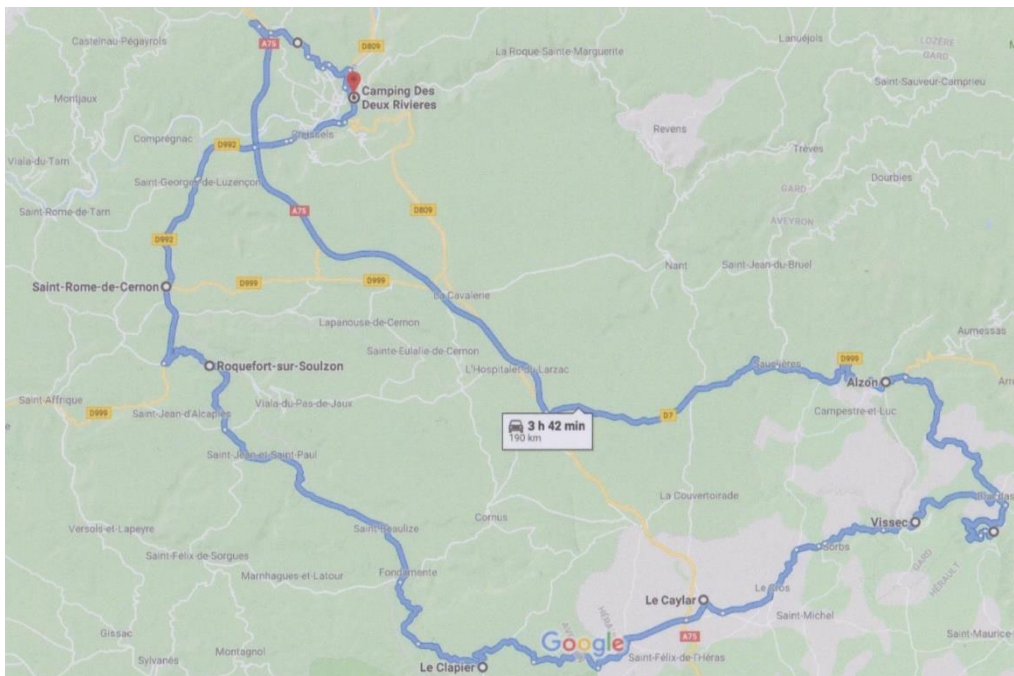 Castelnau-Pégayrols
A75
D809
La Roque-Sainte-Marguerite
Lanuéjols
LOZÈRE
GARD
Saint-Sauveur-Camprieu
Camping Des
Deux Rivieres
Montjaux
Comprégnac
D992
Creissels
Revens
Trèves
Viala-du-Tarn
Saint-Georges-de-Luzençon
Dourbies
GARD
AVEYRON
Saint-Rome-de-Tarn
A75
D809
D992
Nant
Saint-Jean-du-Bruel
Saint-Rome-de-Cernon
D999
D999
La Cavalerie
Lapanouse-de-Cernon
Aumessas
Sainte-Eulalie-de-Cernon
Roquefort-sur-Soulzon
L'Hospitalet-du-Larzac
Sauclières
D999
Alzon
Saint-Affrique
D999
Saint-Jean-d'Alcapiès
Viala-du-Pas-de-Jaux
D7
Campestre-et-Luc
3 h 42 min
190 km
Saint-Jean-et-Saint-Paul
La Couvertoirade
Blandas
Cornus
Vissec
Versols-et-Lapeyre
Saint-Beaulize
Sorbs
Saint-Félix-de-Sorgues
Marnhagues-et-Latour
Fondamente
GARD
HÉRAULT
Le Cros
Le Caylar
Saint-Michel
Gissac
Google
A75
Saint-Maurice-
Sylvanès
Montagnol
Le Clapier
Saint-Félix-de-l'Héras